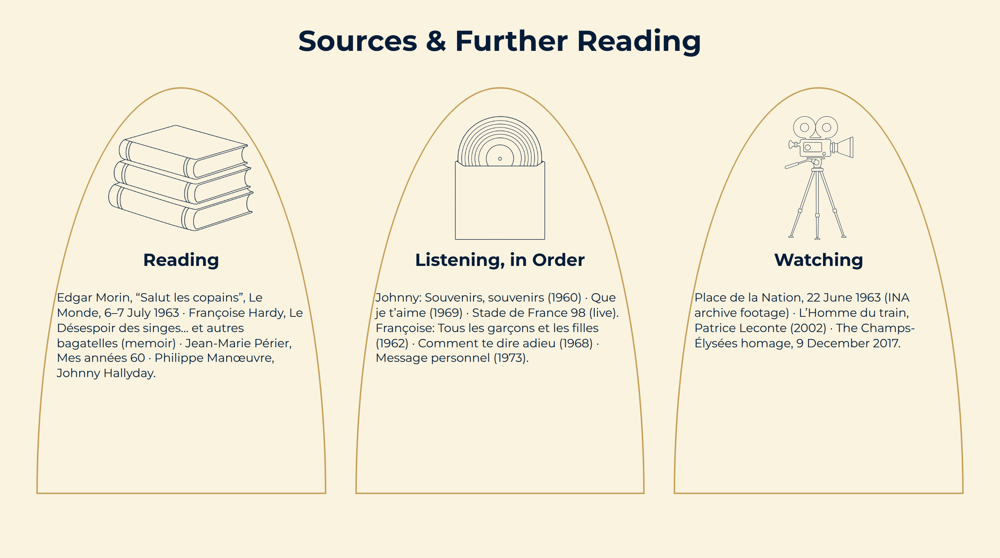 Sources & Further Reading
Reading
Edgar Morin, “Salut les copains”, Le
Monde, 6–7 July 1963 · Françoise Hardy, Le
Désespoir des singes… et autres
bagatelles (memoir) · Jean-Marie Périer,
Mes années 60 · Philippe Manœuvre,
Johnny Hallyday.
Listening, in Order
Johnny: Souvenirs, souvenirs (1960) · Que
je t’aime (1969) · Stade de France 98 (live).
Françoise: Tous les garçons et les filles
(1962) · Comment te dire adieu (1968) ·
Message personnel (1973).
Watching
Place de la Nation, 22 June 1963 (INA
archive footage) · L’Homme du train,
Patrice Leconte (2002) · The Champs-
Élysées homage, 9 December 2017.